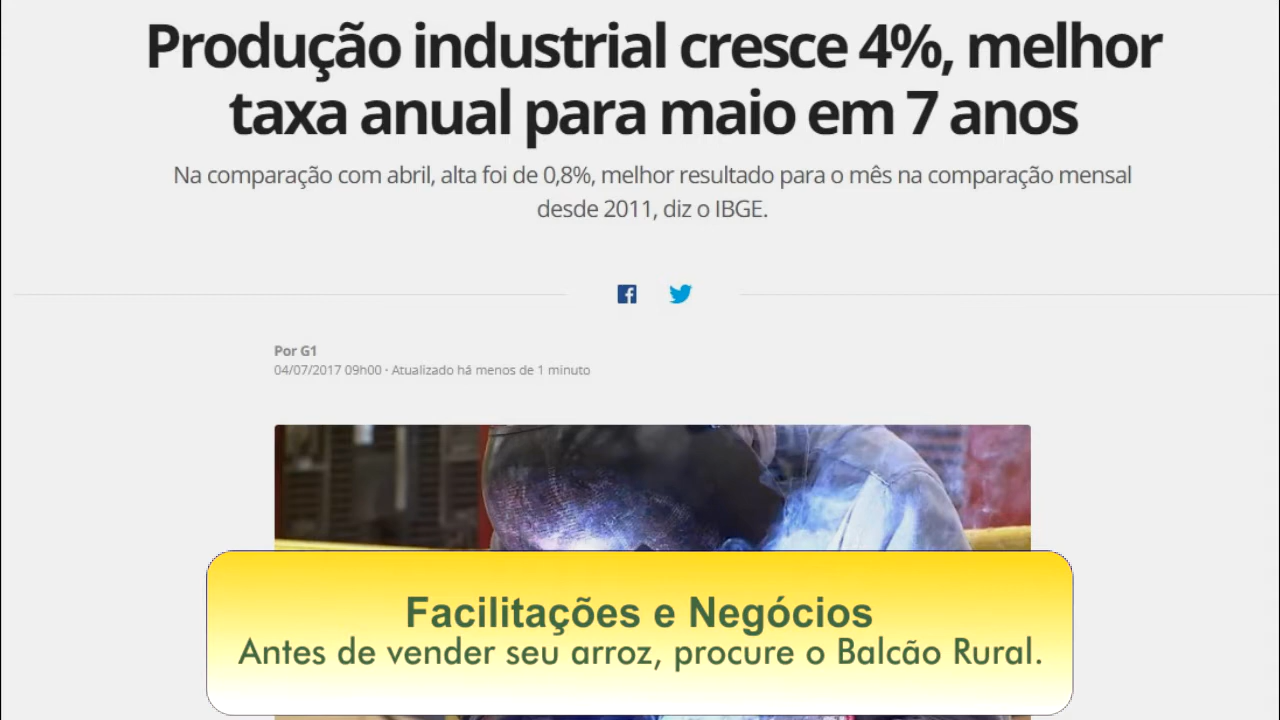 Produção industrial cresce 4%, melhor
taxa anual para maio em 7 anos
Na comparação com abril, alta foi de 0,8%, melhor resultado para o mês na comparação mensal
desde 2011, diz o IBGE.
Por G1
04/07/2017 09h00 · Atualizado há menos de 1 minuto
Facilitações e Negócios
Antes de vender seu arroz, procure o Balcão Rural.